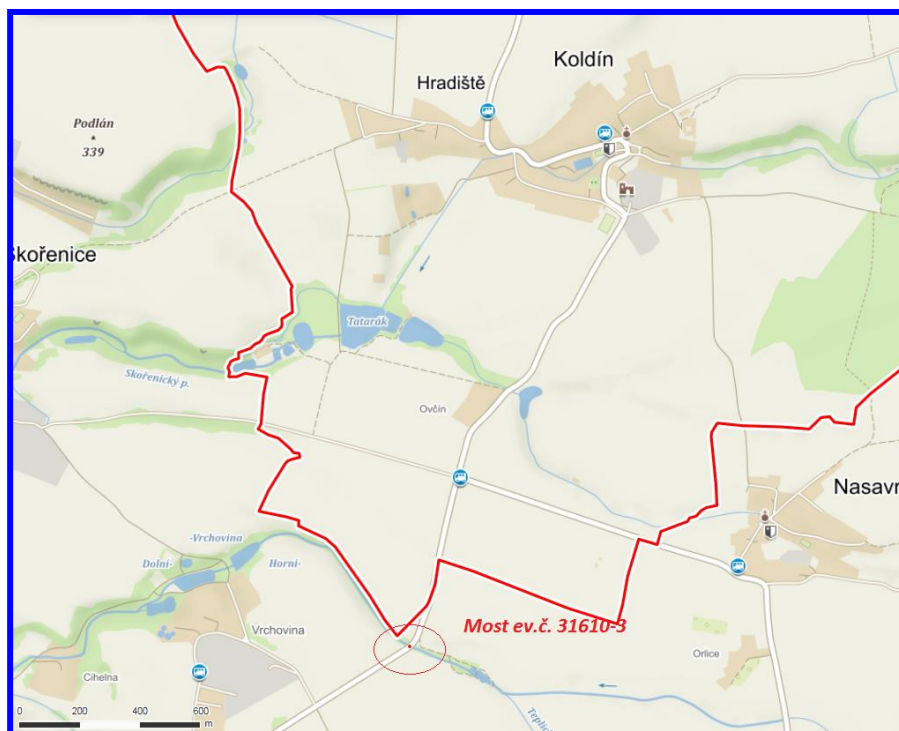 Koldín
Hradiště
Podlán
339
Skořenice
Tatarák
Skořenický p.
Ovčín
Nasavr
-Vrchovina
Dolní-
Horní-
Most ev.č. 31610-3
Vrchovina
Orlice
Cihelna
Teplic
0 200 400 600
m